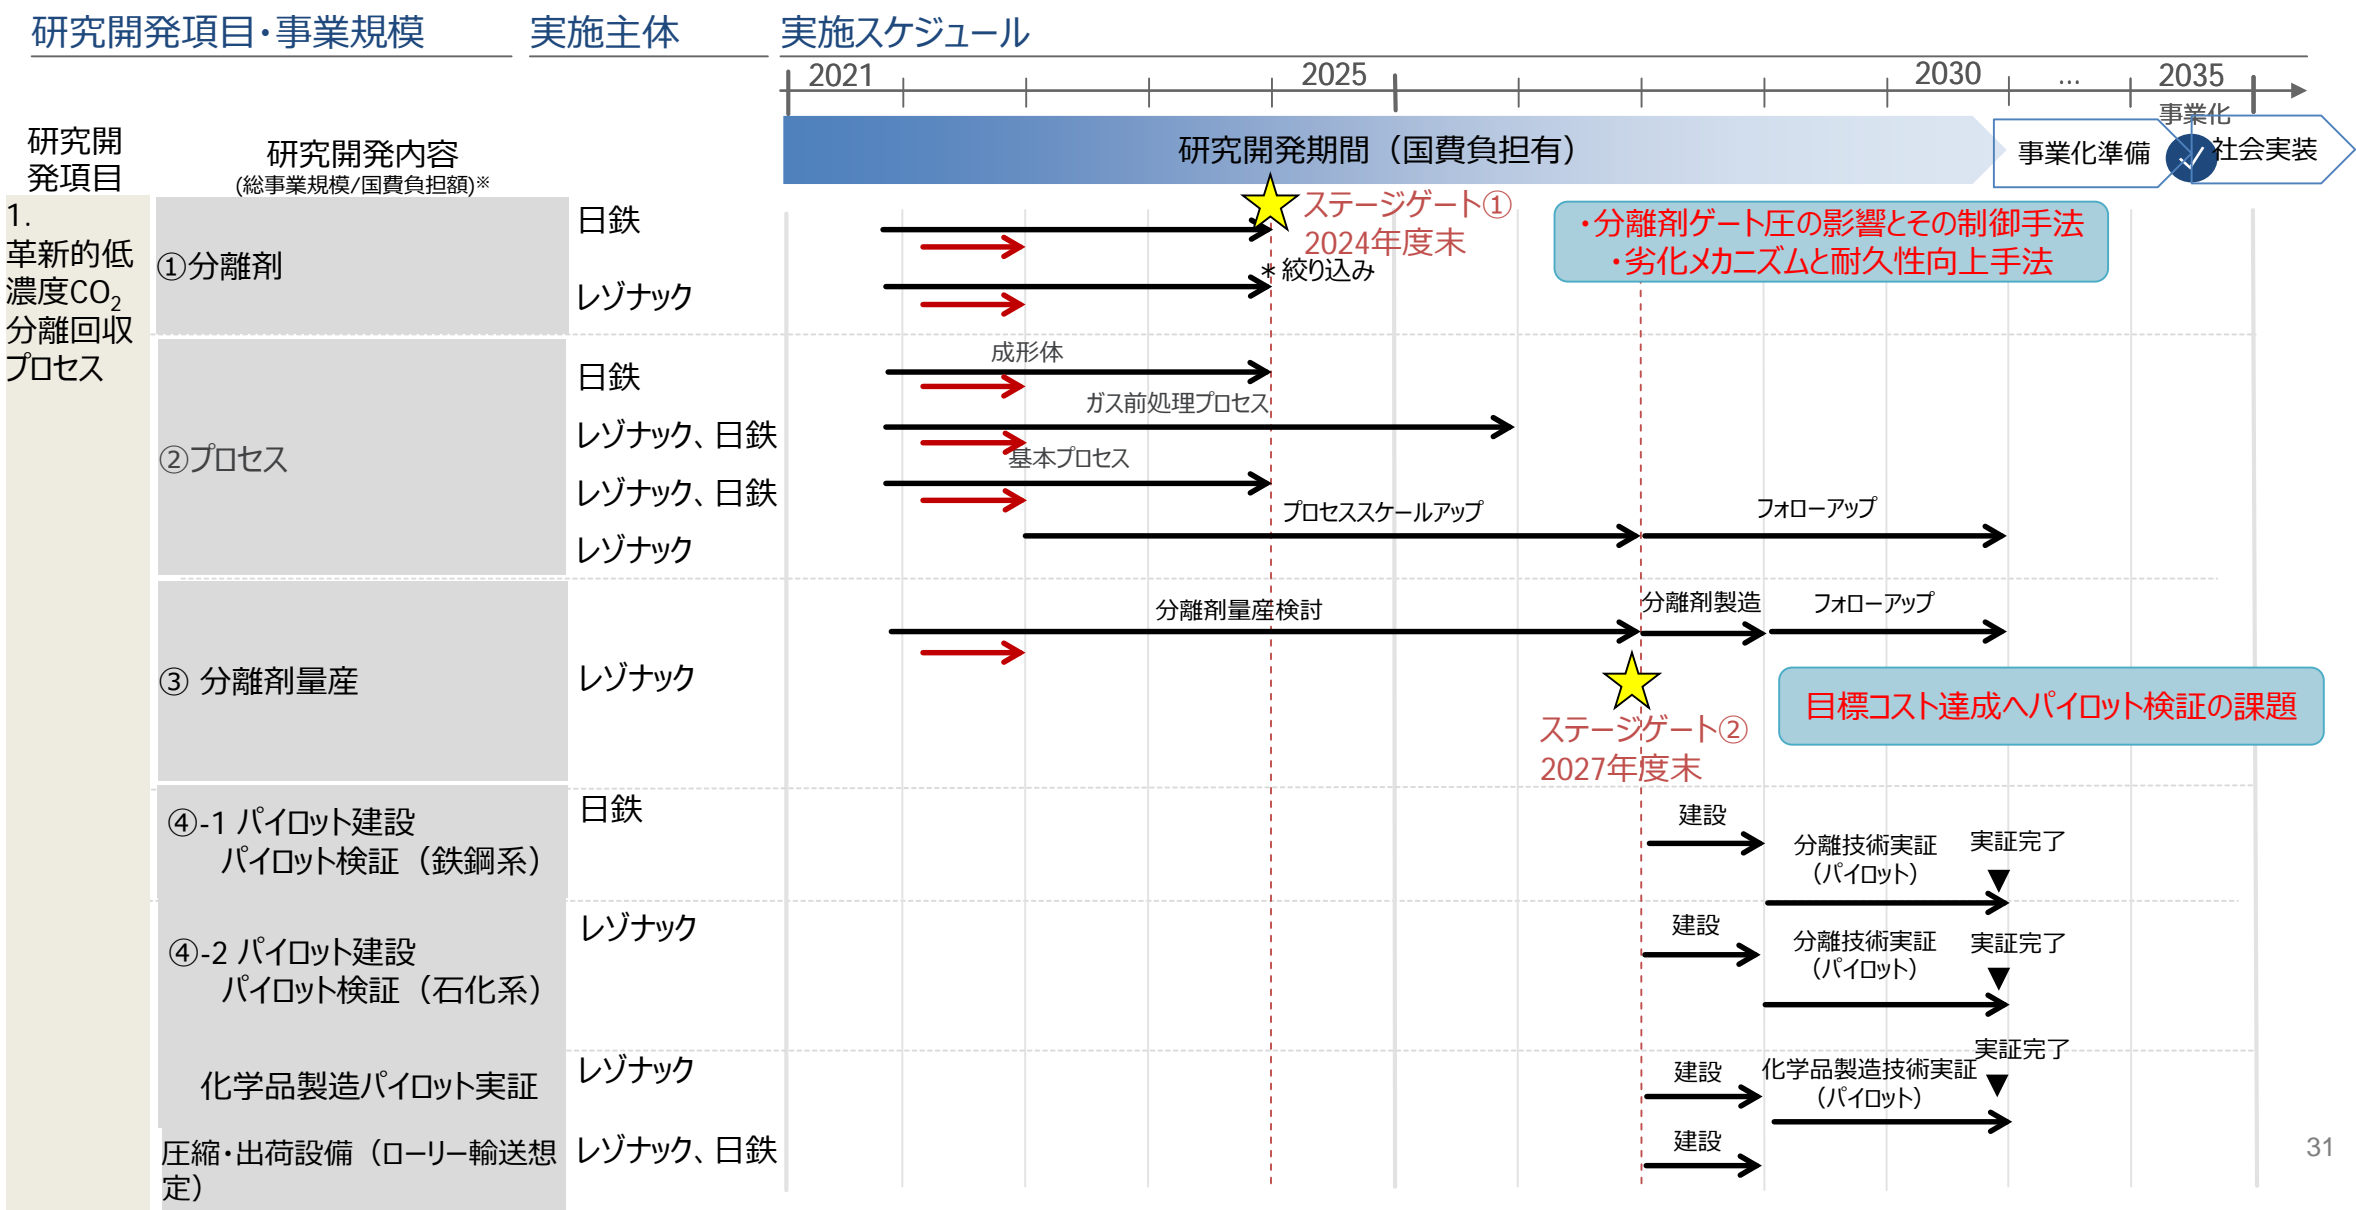 研究開発項目・事業規模
実施主体
実施スケジュール
2021
2025
2030
...
2035
事業化
研究開
発項目
研究開発内容
(総事業規模/国費負担額)※
研究開発期間（国費負担有）
事業化準備
社会実装
1.
革新的低
濃度CO2
分離回収
プロセス
①分離剤
日鉄
レゾナック
ステージゲート①
2024年度末
＊絞り込み
・分離剤ゲート圧の影響とその制御手法
・劣化メカニズムと耐久性向上手法
②プロセス
日鉄
成形体
レゾナック、日鉄
ガス前処理プロセス
レゾナック、日鉄
基本プロセス
レゾナック
プロセススケールアップ
フォローアップ
③ 分離剤量産
レゾナック
分離剤量産検討
分離剤製造
フォローアップ
ステージゲート②
2027年度末
目標コスト達成へパイロット検証の課題
④-1 パイロット建設
パイロット検証（鉄鋼系）
日鉄
建設
分離技術実証
（パイロット）
実証完了
④-2 パイロット建設
パイロット検証（石化系）
レゾナック
建設
分離技術実証
（パイロット）
実証完了
化学品製造パイロット実証
レゾナック
建設
化学品製造技術実証
（パイロット）
実証完了
圧縮・出荷設備（ローリー輸送想
定）
レゾナック、日鉄
建設
31